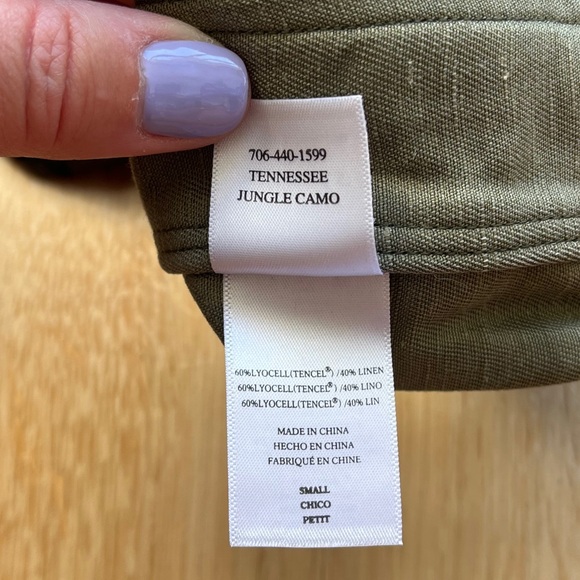 706-440-1599
TENNESSEE
JUNGLE CAMO
60%LYOCELL(TENCEL®) /40% LINEN
60%LYOCELL(TENCEL®) /40% LINO
60%LYOCELL(TENCEL®) /40% LIN
MADE IN CHINA
HECHO EN CHINA
FABRIQUÉ EN CHINE
SMALL
CHICO
PETIT